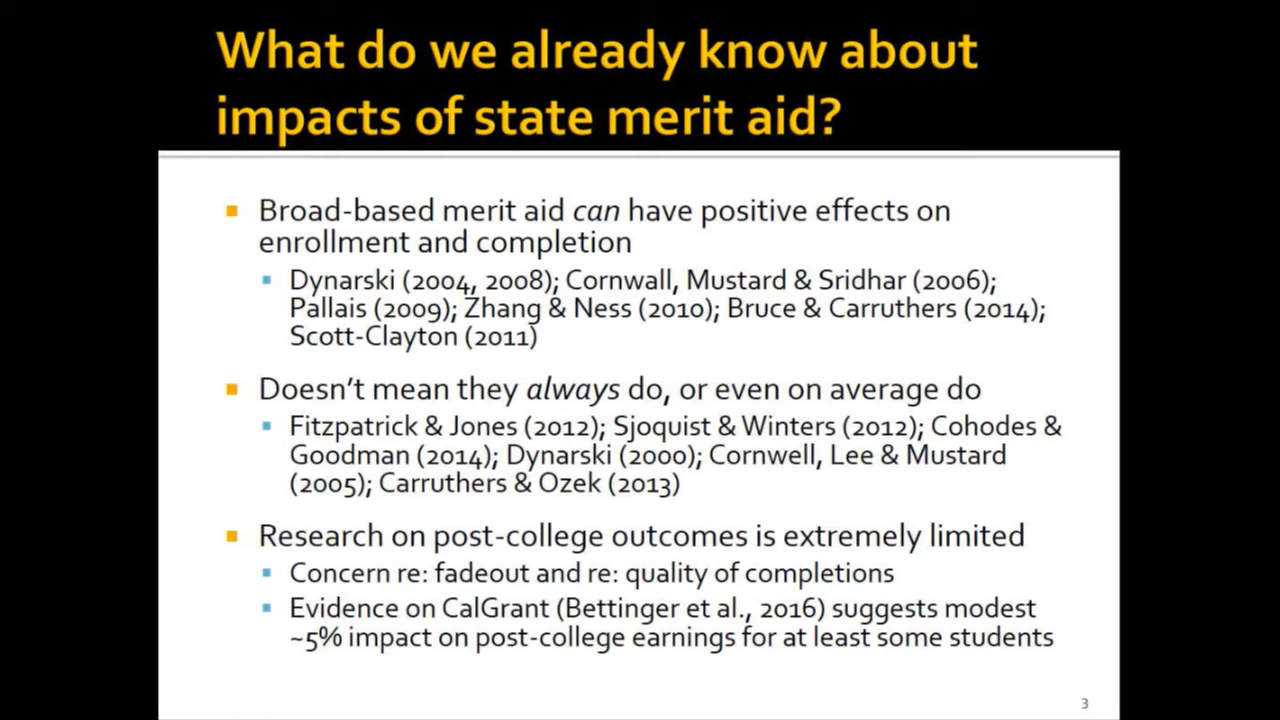 What do we already know about
impacts of state merit aid?
Broad-based merit aid can have positive effects on
enrollment and completion
Dynarski (2004, 2008); Cornwall, Mustard & Sridhar (2006);
Pallais (2009); Zhang & Ness (2010); Bruce & Carruthers (2014);
Scott-Clayton (2011)
Doesn't mean they always do, or even on average do
Fitzpatrick & Jones (2012); Sjoquist & Winters (2012); Cohodes &
Goodman (2014); Dynarski (2000); Cornwell, Lee & Mustard
(2005); Carruthers & Ozek (2013)
Research on post-college outcomes is extremely limited
Concern re: fadeout and re: quality of completions
Evidence on CalGrant (Bettinger et al., 2016) suggests modest
~5% impact on post-college earnings for at least some students
3